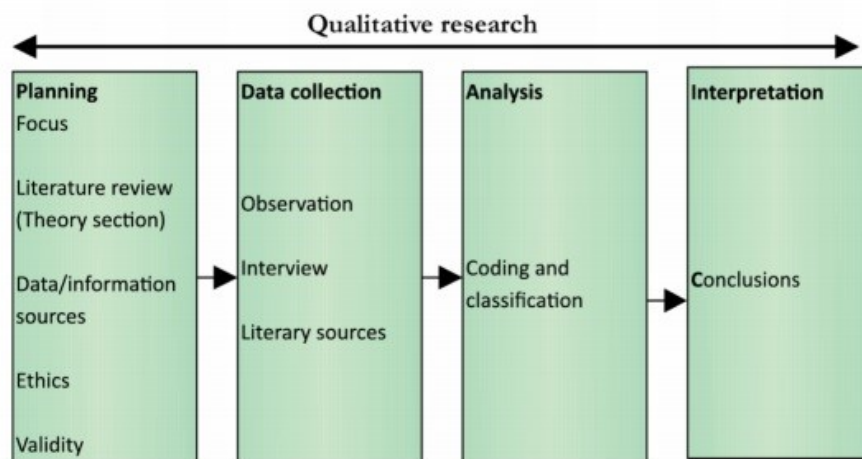 Qualitative research
Planning
Focus
Literature review
(Theory section)
Data/information
sources
Ethics
Validity
Data collection
Observation
Interview
Literary sources
Analysis
Coding and
classification
Interpretation
Conclusions